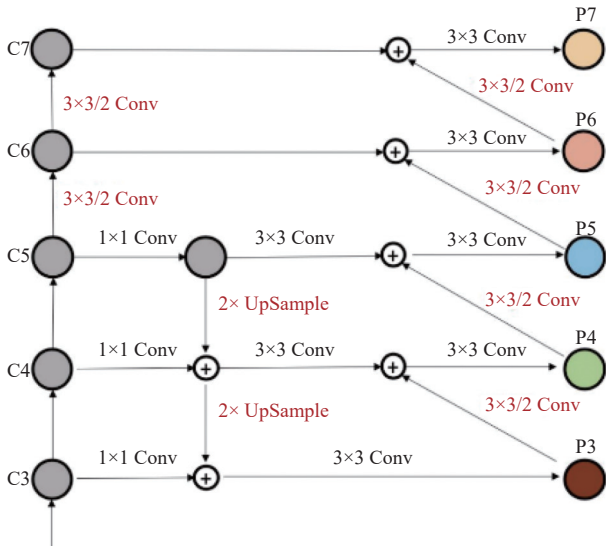 P7
C7
3×3 Conv
3×3/2 Conv
3×3/2 Conv
P6
C6
3×3 Conv
3×3/2 Conv
3×3/2 Conv
P5
C5
1×1 Conv
3×3 Conv
3×3 Conv
2× UpSample
3×3/2 Conv
P4
C4
1×1 Conv
3×3 Conv
3×3 Conv
2× UpSample
3×3/2 Conv
P3
C3
1×1 Conv
3×3 Conv